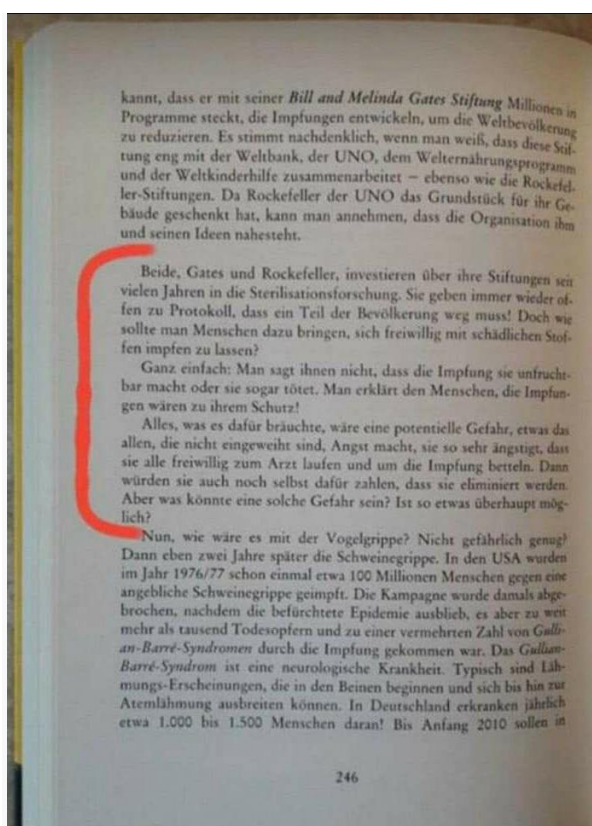 kannt, dass er mit seiner Bill and Melinda Gates Stiftung Millionen in
Programme steckt, die Impfungen entwickeln, um die Weltbevölkerung
zu reduzieren. Es stimmt nachdenklich, wenn man weiß, dass diese Stif-
tung eng mit der Weltbank, der UNO, dem Welternährungsprogramm
und der Weltkinderhilfe zusammenarbeitet – ebenso wie die Rockefel-
ler-Stiftungen. Da Rockefeller der UNO das Grundstück für ihr Ge-
bäude geschenkt hat, kann man annehmen, dass die Organisation ihm
und seinen Ideen nahesteht.
Beide, Gates und Rockefeller, investieren über ihre Stiftungen seit
vielen Jahren in die Sterilisationsforschung. Sie geben immer wieder of-
fen zu Protokoll, dass ein Teil der Bevölkerung weg muss! Doch wie
sollte man Menschen dazu bringen, sich freiwillig mit schädlichen Stof-
fen impfen zu lassen?
Ganz einfach: Man sagt ihnen nicht, dass die Impfung sie unfrucht-
bar macht oder sie sogar tötet. Man erklärt den Menschen, die Impfun-
gen wären zu ihrem Schutz!
Alles, was es dafür bräuchte, wäre eine potentielle Gefahr, etwas das
allen, die nicht eingeweiht sind, Angst macht, sie so sehr ängstigt, dass
sie alle freiwillig zum Arzt laufen und um die Impfung betteln. Dann
würden sie auch noch selbst dafür zahlen, dass sie eliminiert werden.
Aber was könnte eine solche Gefahr sein? Ist so etwas überhaupt mög-
lich?
Nun, wie wäre es mit der Vogelgrippe? Nicht gefährlich genug?
Dann eben zwei Jahre später die Schweinegrippe. In den USA wurden
im Jahr 1976/77 schon einmal etwa 100 Millionen Menschen gegen eine
angebliche Schweinegrippe geimpft. Die Kampagne wurde damals abge-
brochen, nachdem die befürchtete Epidemie ausblieb, es aber zu weit
mehr als tausend Todesopfern und zu einer vermehrten Zahl von Gulli-
an-Barré-Syndromen durch die Impfung gekommen war. Das Gullian-
Barré-Syndrom ist eine neurologische Krankheit. Typisch sind Läh-
mungs-Erscheinungen, die in den Beinen beginnen und sich bis hin zur
Atemlähmung ausbreiten können. In Deutschland erkranken jährlich
etwa 1.000 bis 1.500 Menschen daran! Bis Anfang 2010 sollen in
246